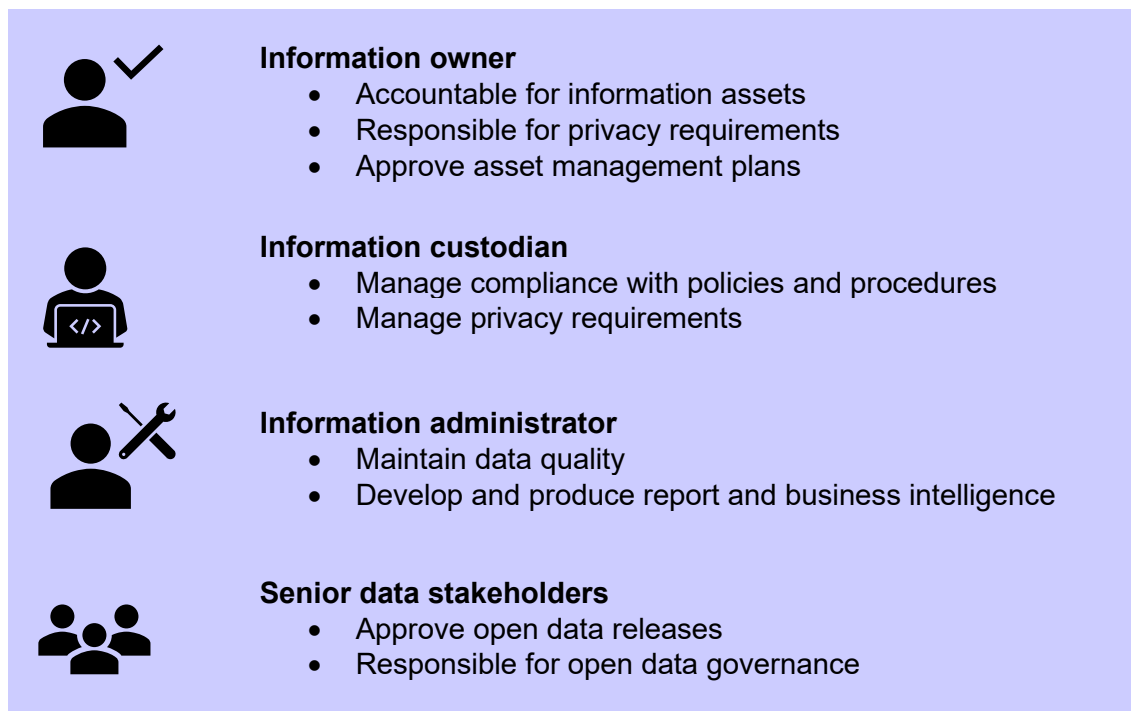 Information owner
• Accountable for information assets
• Responsible for privacy requirements
• Approve asset management plans
Information custodian
• Manage compliance with policies and procedures
• Manage privacy requirements
</>
Information administrator
• Maintain data quality
• Develop and produce report and business intelligence
Senior data stakeholders
• Approve open data releases
• Responsible for open data governance